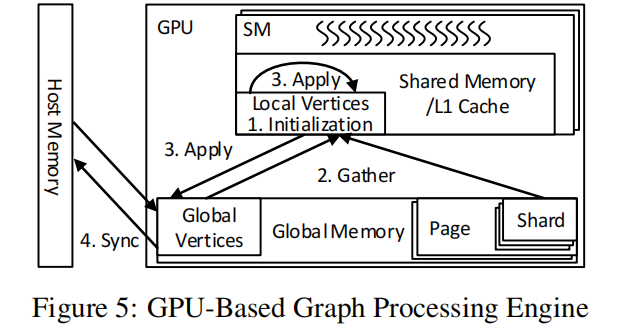 GPU
SM
Host Memory
3. Apply
Local Vertices
1. Initialization
Shared Memory
/L1 Cache
3. Apply
2. Gather
4. Sync
Global
Vertices
Global Memory
Page
Shard
Figure 5: GPU-Based Graph Processing Engine